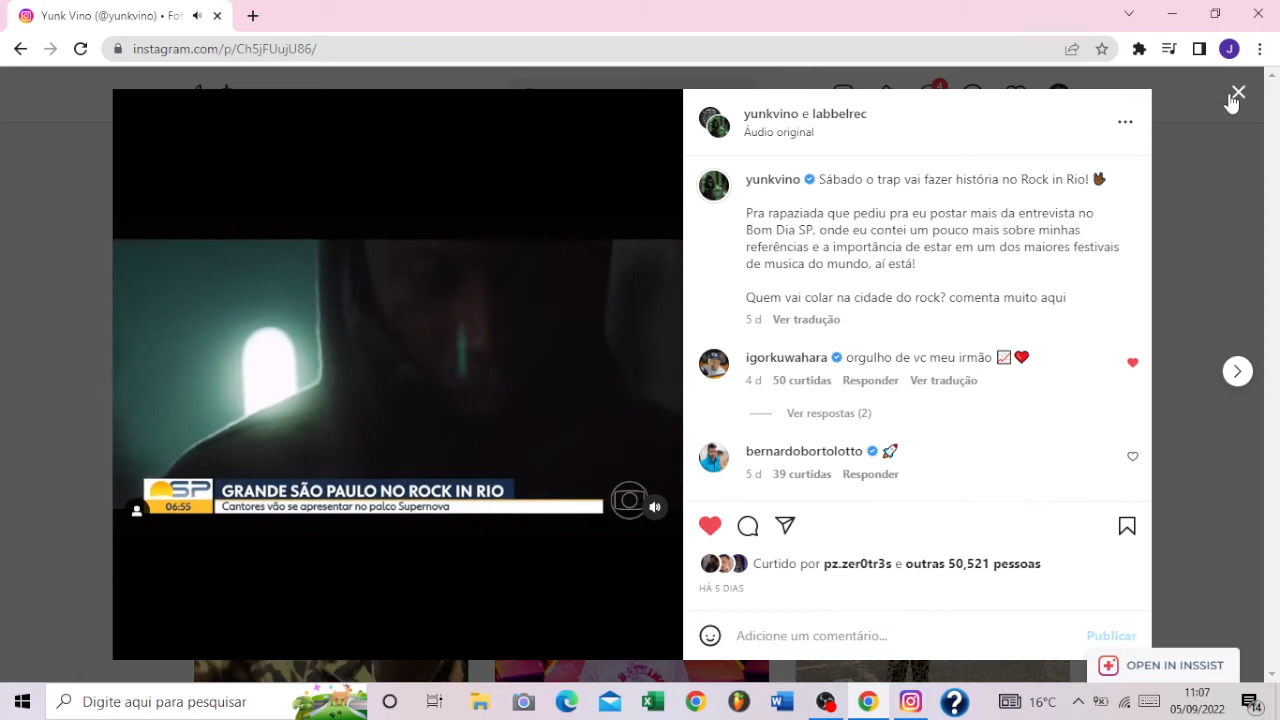 Yunk Vino (@yunkvino) • Fot
instagram.com/p/Ch5jFUujU86/
J
4
yunkvino e labbelrec
Áudio original
yunkvino Sábado o trap vai fazer história no Rock in Rio!
Pra rapaziada que pediu pra eu postar mais da entrevista no
Bom Dia SP, onde eu contei um pouco mais sobre minhas
referências e a importância de estar em um dos maiores festivais
de musica do mundo, aí está!
Quem vai colar na cidade do rock? comenta muito aqui
5 d Ver tradução
igorkuwahara orgulho de vc meu irmão
4 d 50 curtidas Responder Ver tradução
Ver respostas (2)
bernardobortolotto
5 d 39 curtidas Responder
SP GRANDE SÃO PAULO NO ROCK IN RIO
06:55 Cantores vão se apresentar no palco Supernova
Curtido por pz.zer0tr3s e outras 50,521 pessoas
HÁ 5 DIAS
Adicione um comentário... Publicar
OPEN IN INSSIST
Digite aqui para pesquisar
16°C
11:07
05/09/2022
14